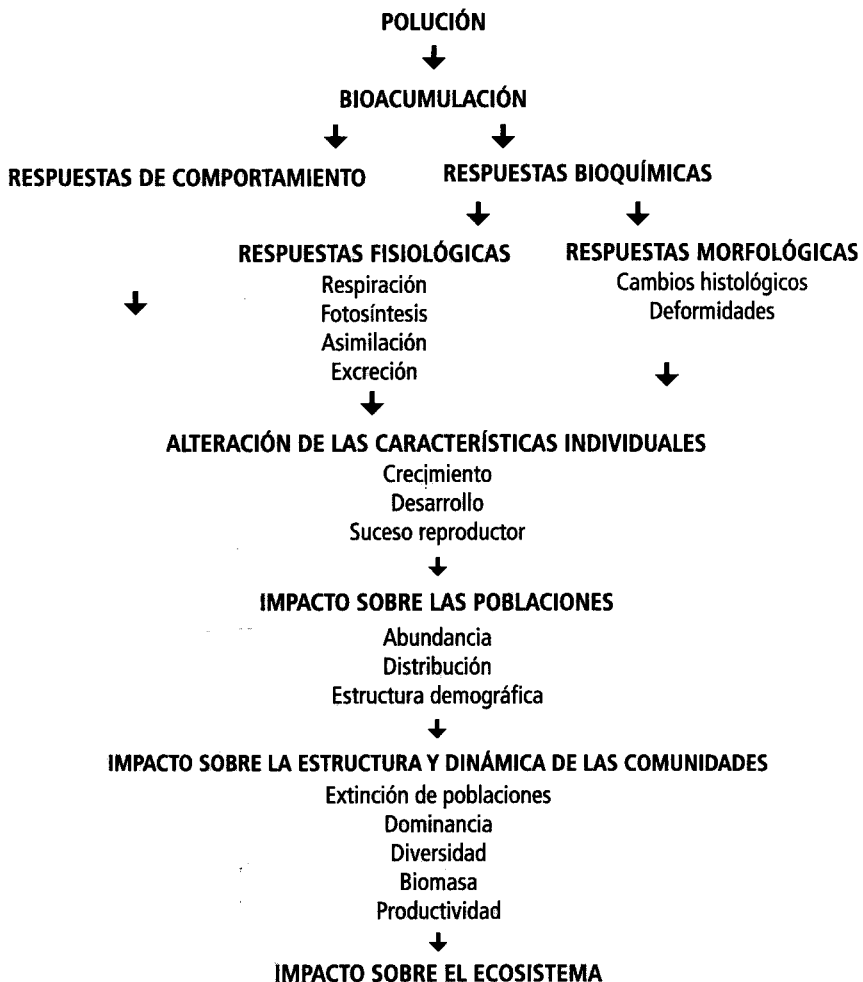 POLUCIÓN
BIOACUMULACIÓN
RESPUESTAS DE COMPORTAMIENTO
RESPUESTAS BIOQUÍMICAS
RESPUESTAS FISIOLÓGICAS
Respiración
Fotosíntesis
Asimilación
Excreción
RESPUESTAS MORFOLÓGICAS
Cambios histológicos
Deformidades
ALTERACIÓN DE LAS CARACTERÍSTICAS INDIVIDUALES
Crecimiento
Desarrollo
Suceso reproductor
IMPACTO SOBRE LAS POBLACIONES
Abundancia
Distribución
Estructura demográfica
IMPACTO SOBRE LA ESTRUCTURA Y DINÁMICA DE LAS COMUNIDADES
Extinción de poblaciones
Dominancia
Diversidad
Biomasa
Productividad
IMPACTO SOBRE EL ECOSISTEMA